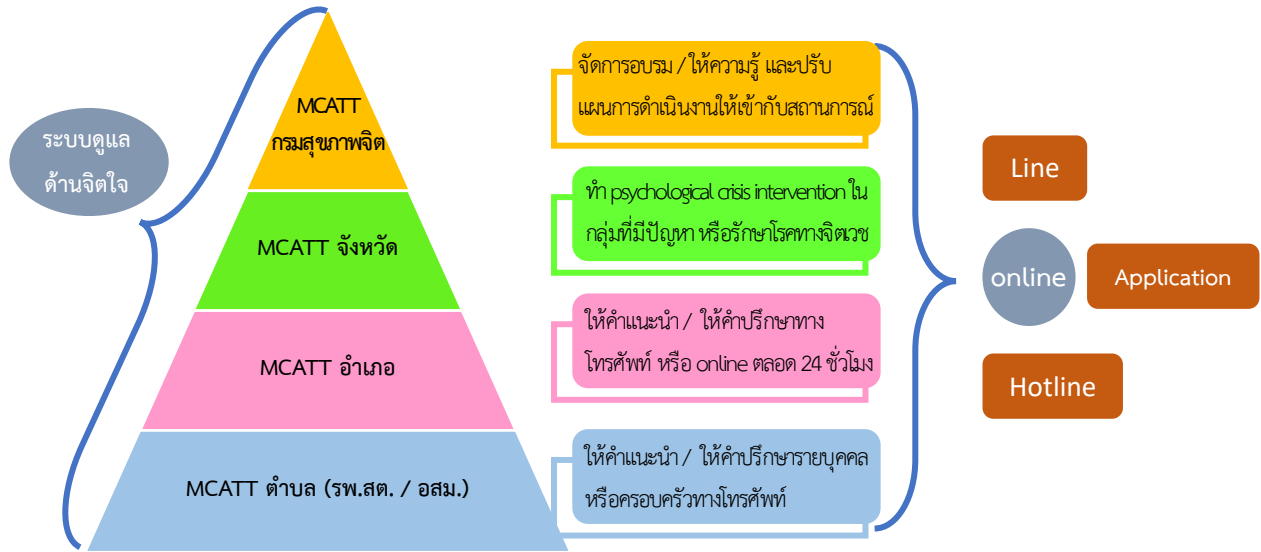 ระบบดูแล
ด้านจิตใจ
MCATT
กรมสุขภาพจิต
จัดการอบรม / ให้ความรู้ และปรับ
แผนการดำเนินงานให้เข้ากับสถานการณ์
MCATT จังหวัด
ทำ psychological crisis intervention ใน
กลุ่มที่มีปัญหา หรือรักษาโรคทางจิตเวช
MCATT อำเภอ
ให้คำแนะนำ / ให้คำปรึกษาทาง
โทรศัพท์ หรือ online ตลอด 24 ชั่วโมง
MCATT ตำบล (รพ.สต. / อสม.)
ให้คำแนะนำ / ให้คำปรึกษารายบุคคล
หรือครอบครัวทางโทรศัพท์
Line
online
Application
Hotline